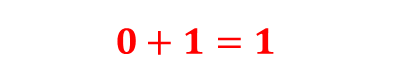 0 + 1 = 1